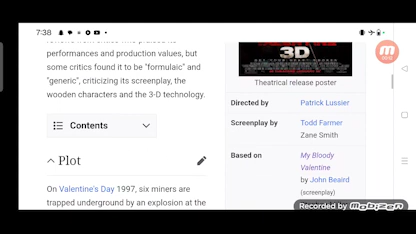 7:38
performances and production values, but
some critics found it to be "formulaic" and
"generic", criticizing its screenplay, the
wooden characters and the 3-D technology.
Contents
Plot
On Valentine's Day 1997, six miners are
trapped underground by an explosion at the
3D
Theatrical release poster
Directed by Patrick Lussier
Screenplay by Todd Farmer
Zane Smith
Based on My Bloody
Valentine
by John Beaird
(screenplay)
Recorded by Mobizen